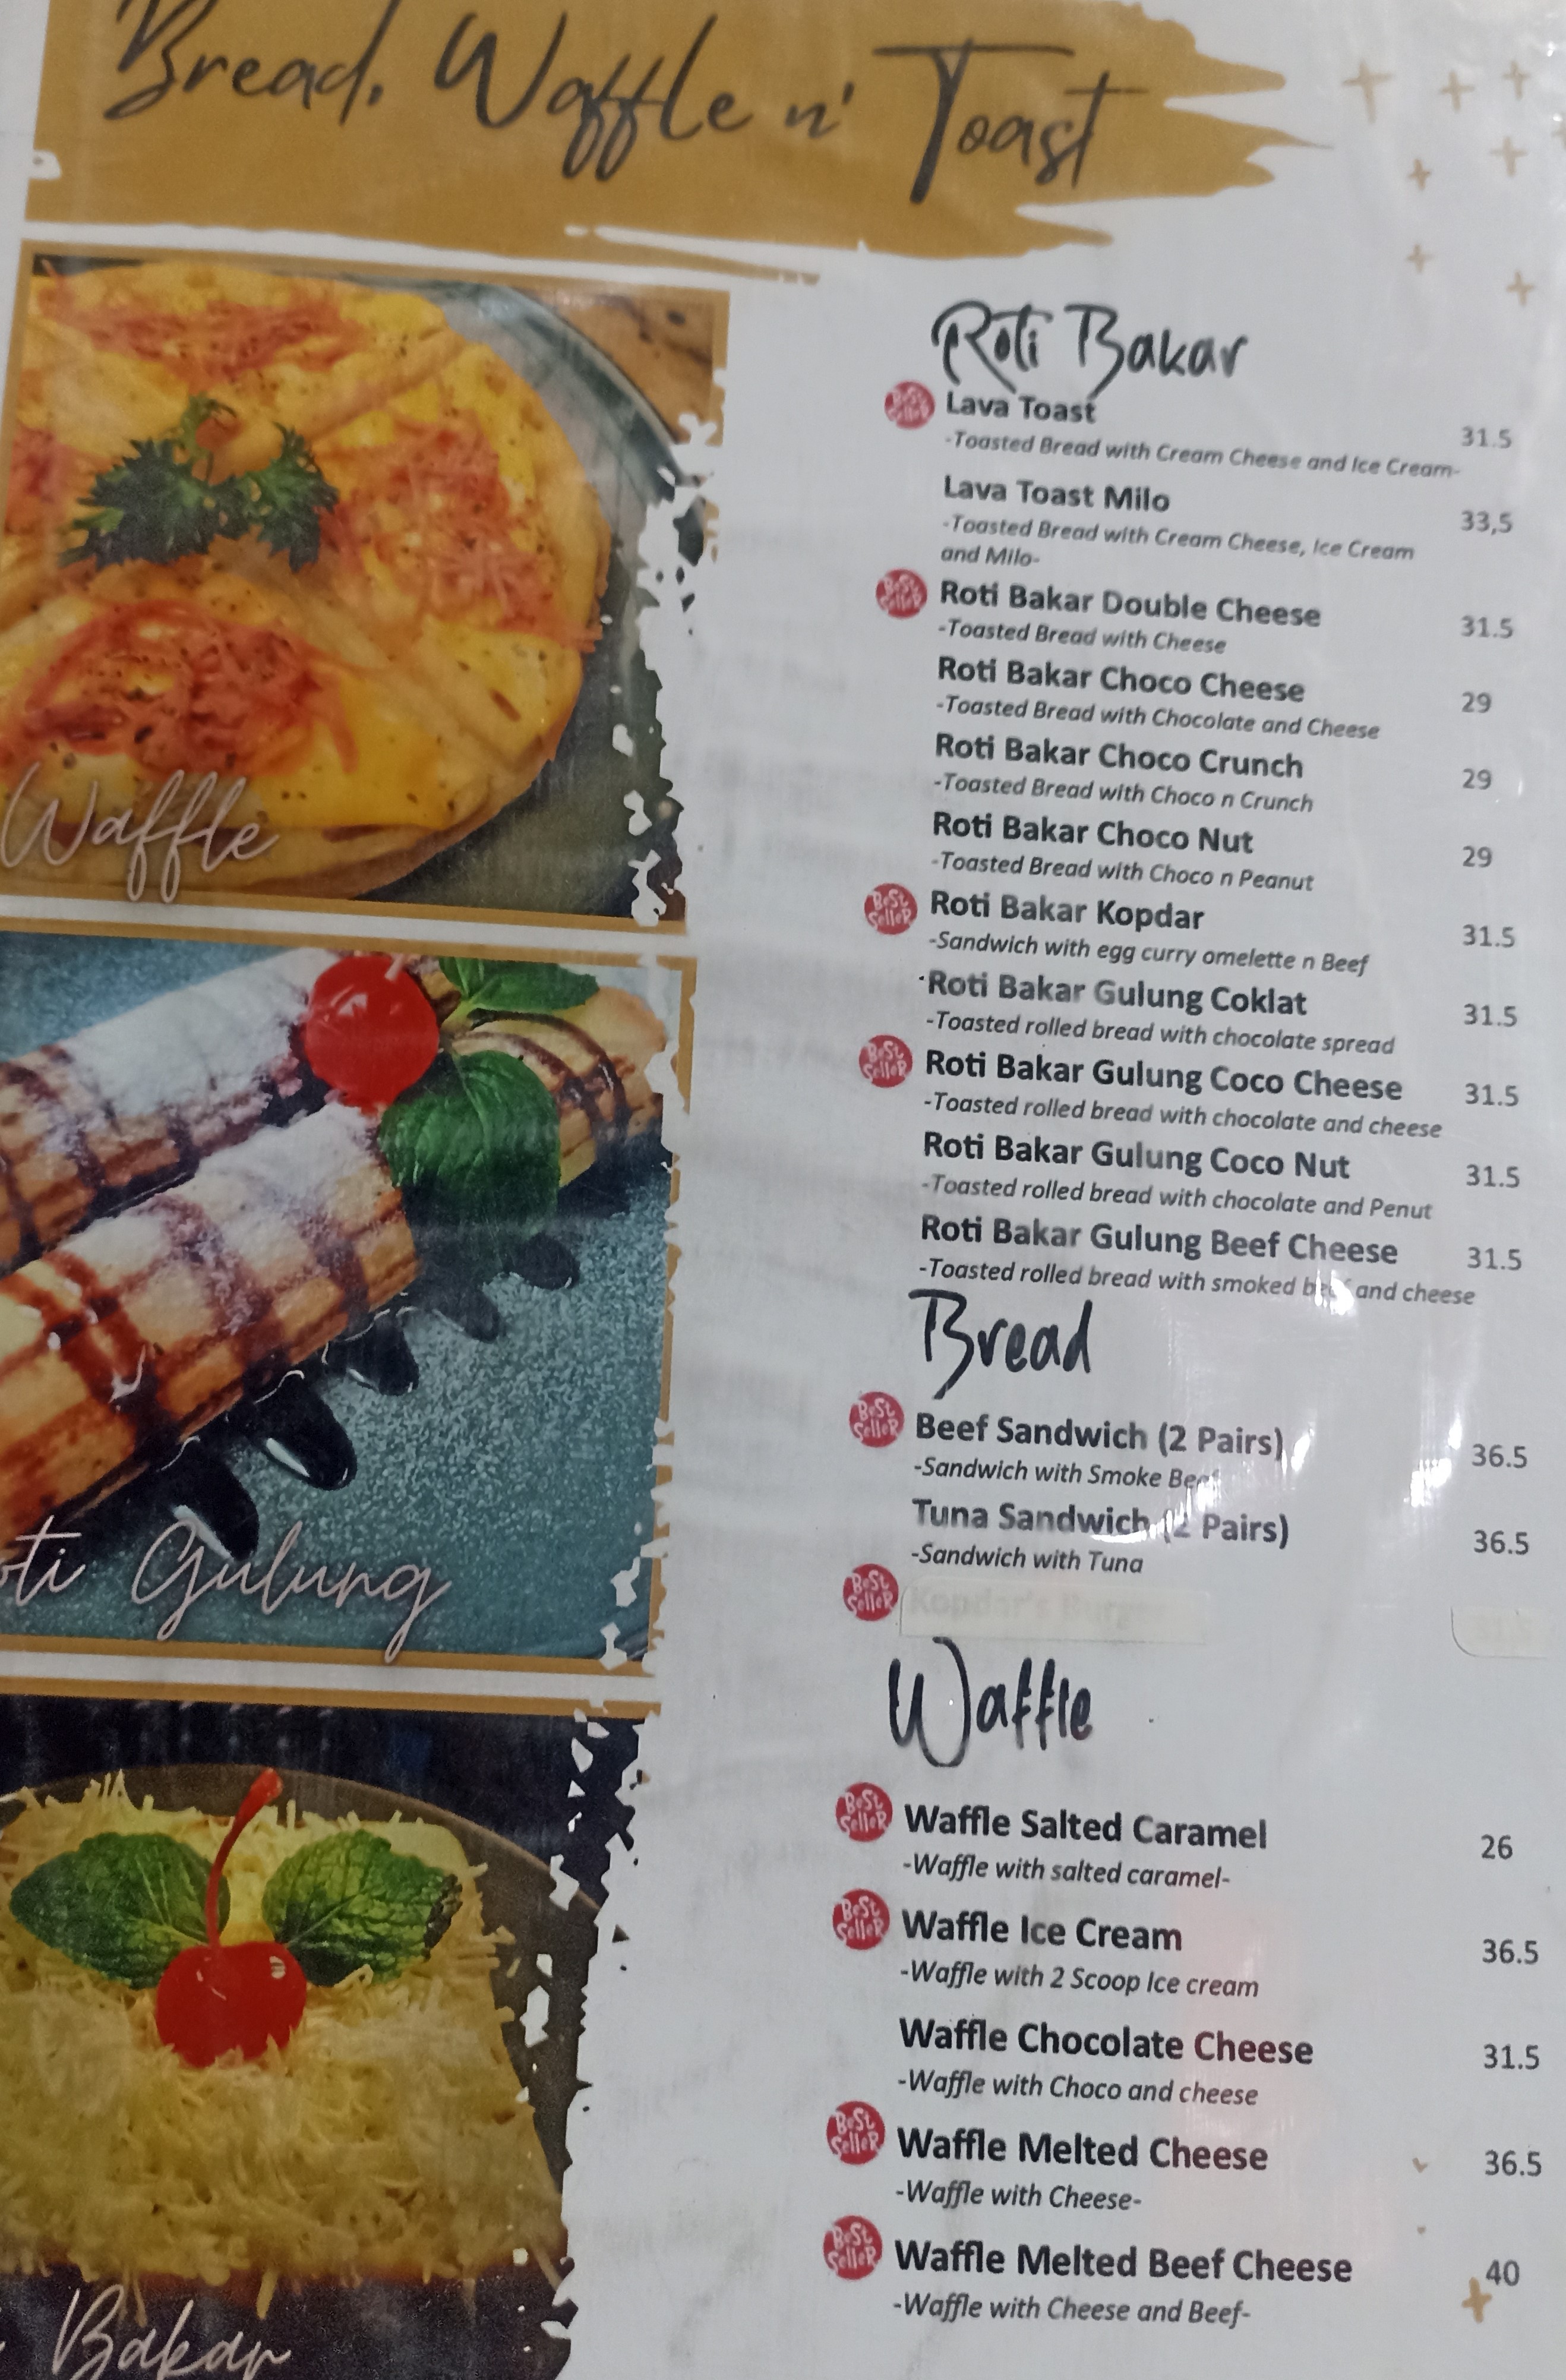 Bread, Waffle n' Toast
Waffle
Gulung
Bakar
Roti Bakar
Best Seller
Lava Toast
31.5
-Toasted Bread with Cream Cheese and Ice Cream-
Lava Toast Milo
33,5
-Toasted Bread with Cream Cheese, Ice Cream
and Milo-
Best Seller
Roti Bakar Double Cheese
31.5
-Toasted Bread with Cheese
Roti Bakar Choco Cheese
29
-Toasted Bread with Chocolate and Cheese
Roti Bakar Choco Crunch
29
-Toasted Bread with Choco n Crunch
Roti Bakar Choco Nut
29
-Toasted Bread with Choco n Peanut
Best Seller
Roti Bakar Kopdar
31.5
-Sandwich with egg curry omelette n Beef
Roti Bakar Gulung Coklat
31.5
-Toasted rolled bread with chocolate spread
Best Seller
Roti Bakar Gulung Coco Cheese
31.5
-Toasted rolled bread with chocolate and cheese
Roti Bakar Gulung Coco Nut
31.5
-Toasted rolled bread with chocolate and Penut
Roti Bakar Gulung Beef Cheese
31.5
-Toasted rolled bread with smoked beef and cheese
Bread
Best Seller
Beef Sandwich (2 Pairs)
36.5
-Sandwich with Smoke Beef
Tuna Sandwich (2 Pairs)
36.5
-Sandwich with Tuna
Best Seller
Waffle
Best Seller
Waffle Salted Caramel
26
-Waffle with salted caramel-
Best Seller
Waffle Ice Cream
36.5
-Waffle with 2 Scoop Ice cream
Waffle Chocolate Cheese
31.5
-Waffle with Choco and cheese
Best Seller
Waffle Melted Cheese
36.5
-Waffle with Cheese-
Best Seller
Waffle Melted Beef Cheese
40
-Waffle with Cheese and Beef-